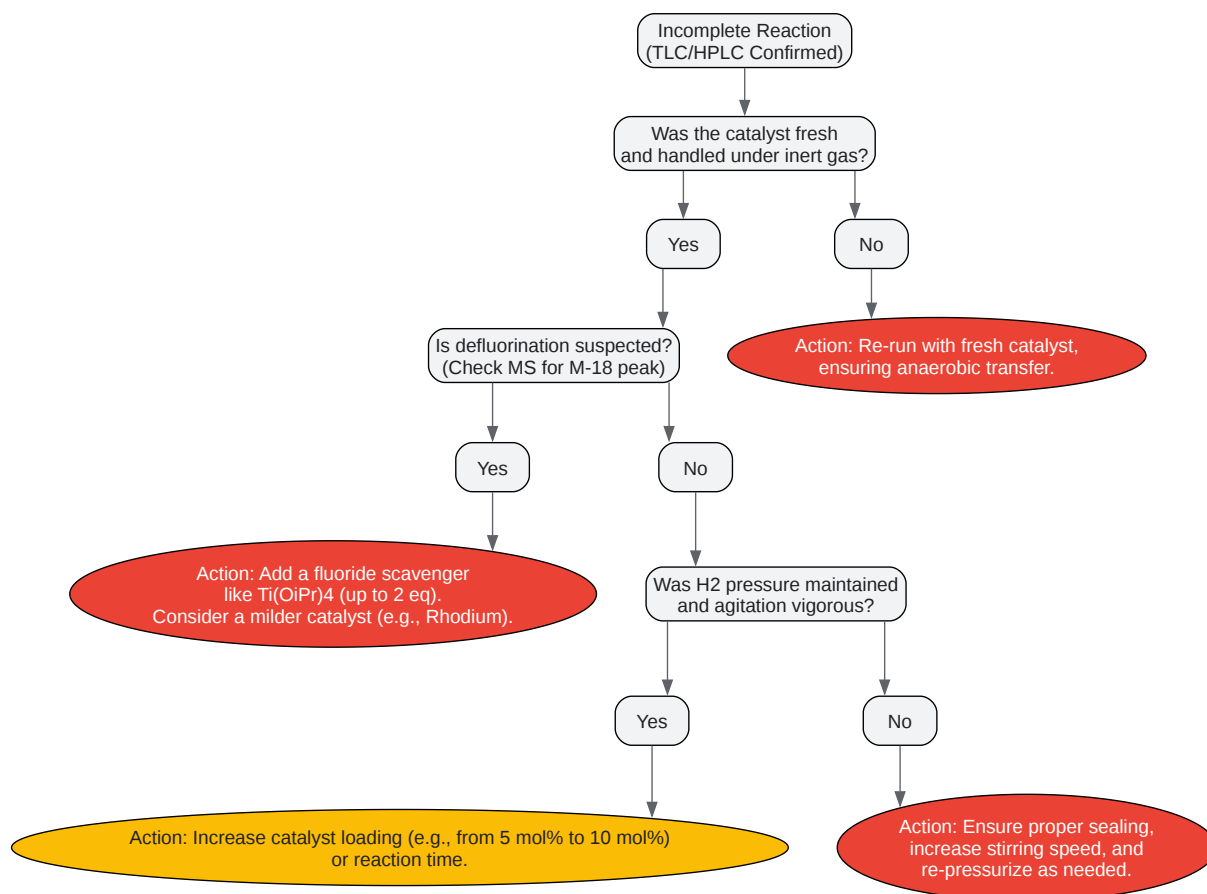 Incomplete Reaction
(TLC/HPLC Confirmed)
Was the catalyst fresh
and handled under inert gas?
Yes
No
Is defluorination suspected?
(Check MS for M-18 peak)
Action: Re-run with fresh catalyst,
ensuring anaerobic transfer.
Yes
No
Action: Add a fluoride scavenger
like Ti(OiPr)4 (up to 2 eq).
Consider a milder catalyst (e.g., Rhodium).
Was H2 pressure maintained
and agitation vigorous?
Yes
No
Action: Increase catalyst loading (e.g., from 5 mol% to 10 mol%)
or reaction time.
Action: Ensure proper sealing,
increase stirring speed, and
re-pressurize as needed.